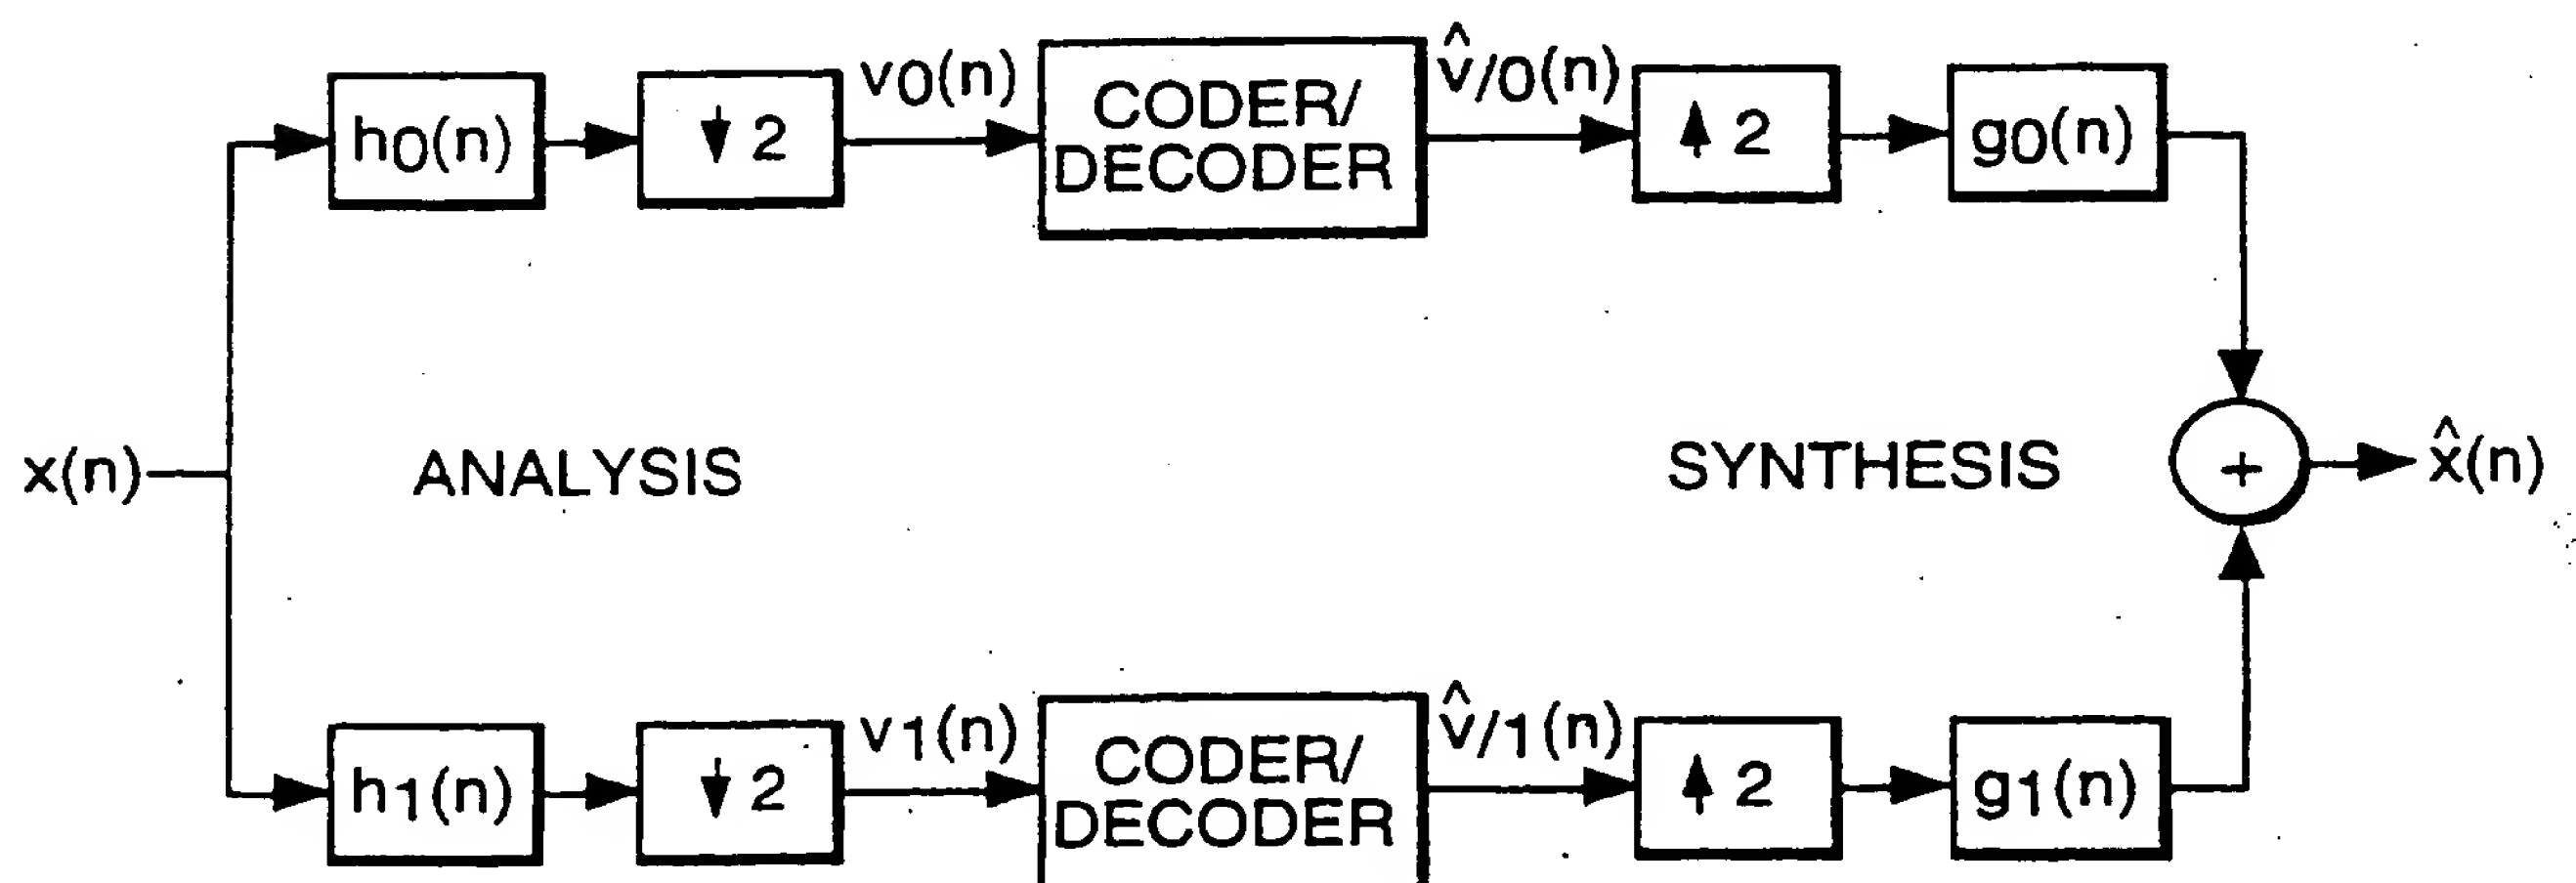 h0(n)
↓ 2
v0(n)
CODER/
DECODER
v̂/0(n)
↑ 2
g0(n)
x(n)
ANALYSIS
SYNTHESIS
+
x̂(n)
h1(n)
↓ 2
v1(n)
CODER/
DECODER
v̂/1(n)
↑ 2
g1(n)